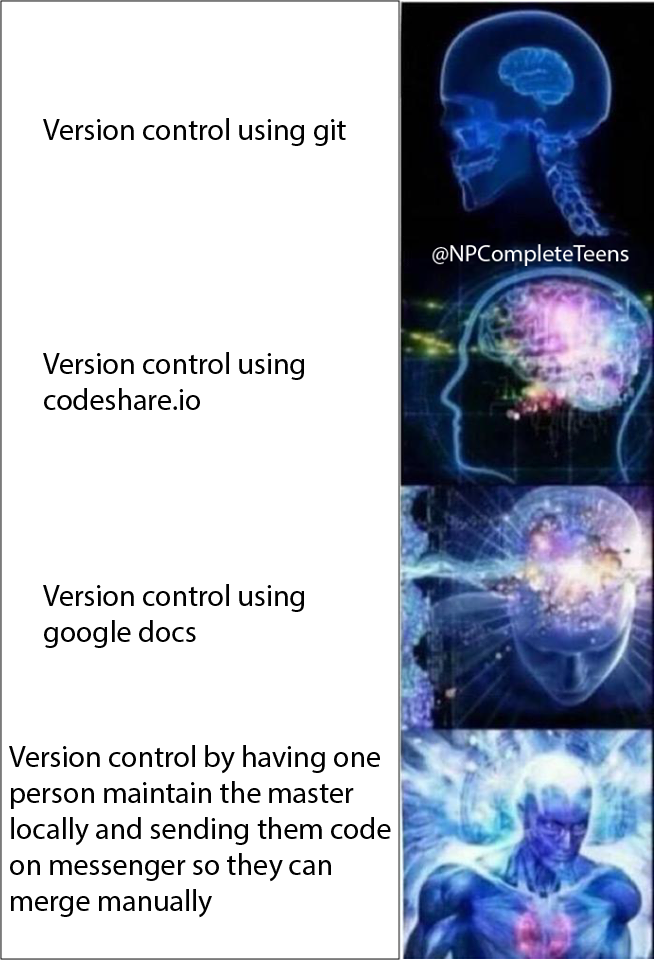 Version control using git
@NPCompleteTeens
Version control using
codeshare.io
Version control using
google docs
Version control by having one
person maintain the master
locally and sending them code
on messenger so they can
merge manually